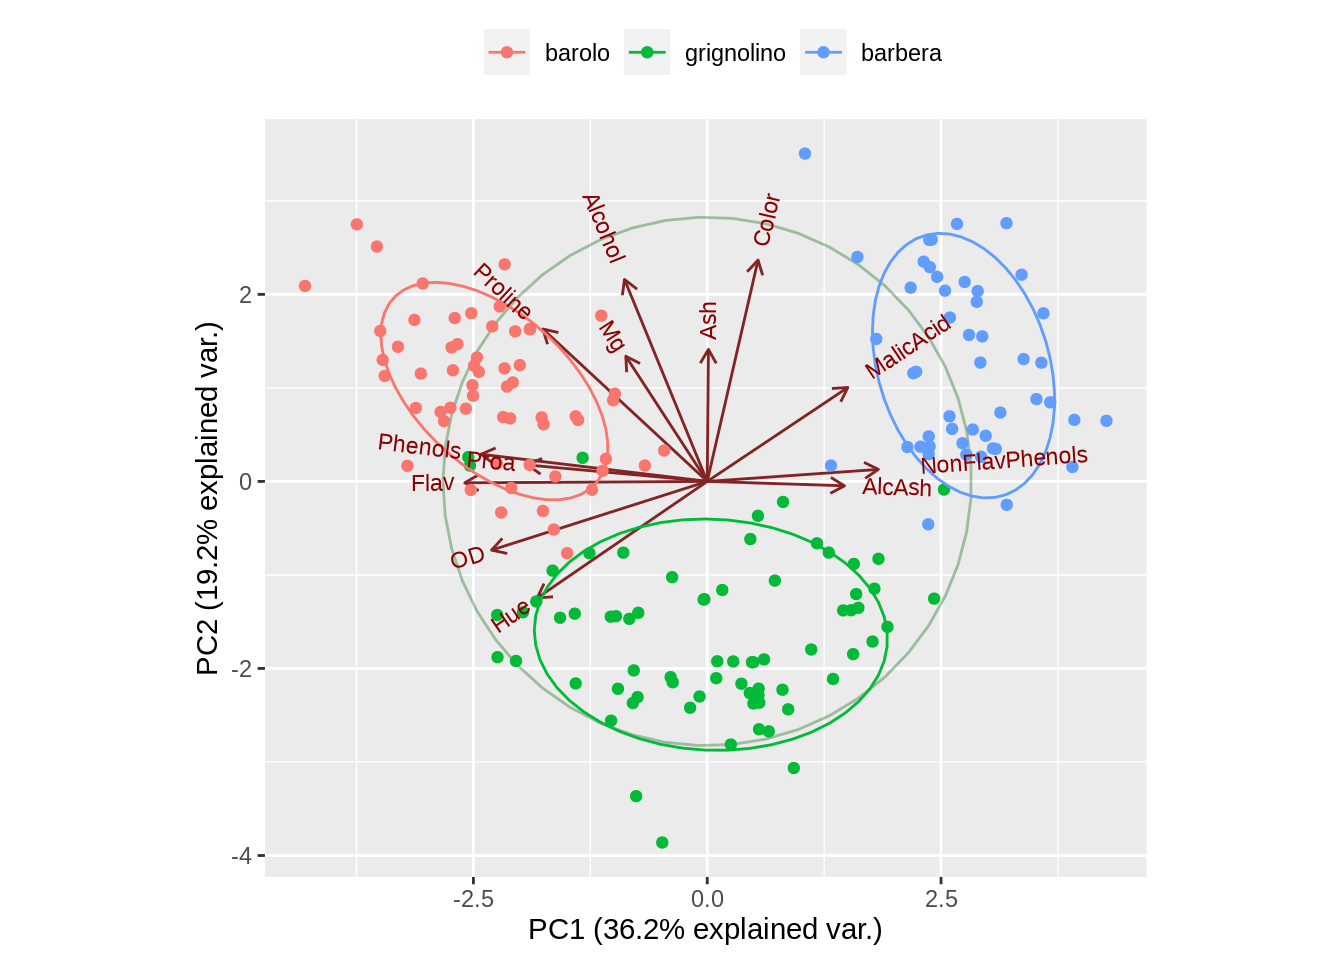 barolo grignolino barbera
Alcohol
Color
Proline
Mg
Ash
MalicAcid
Phenols
Proa
Flav
NonFlavPhenols
AlcAsh
OD
Hue
2
0
-2
-4
PC2 (19.2% explained var.)
-2.5 0.0 2.5
PC1 (36.2% explained var.)